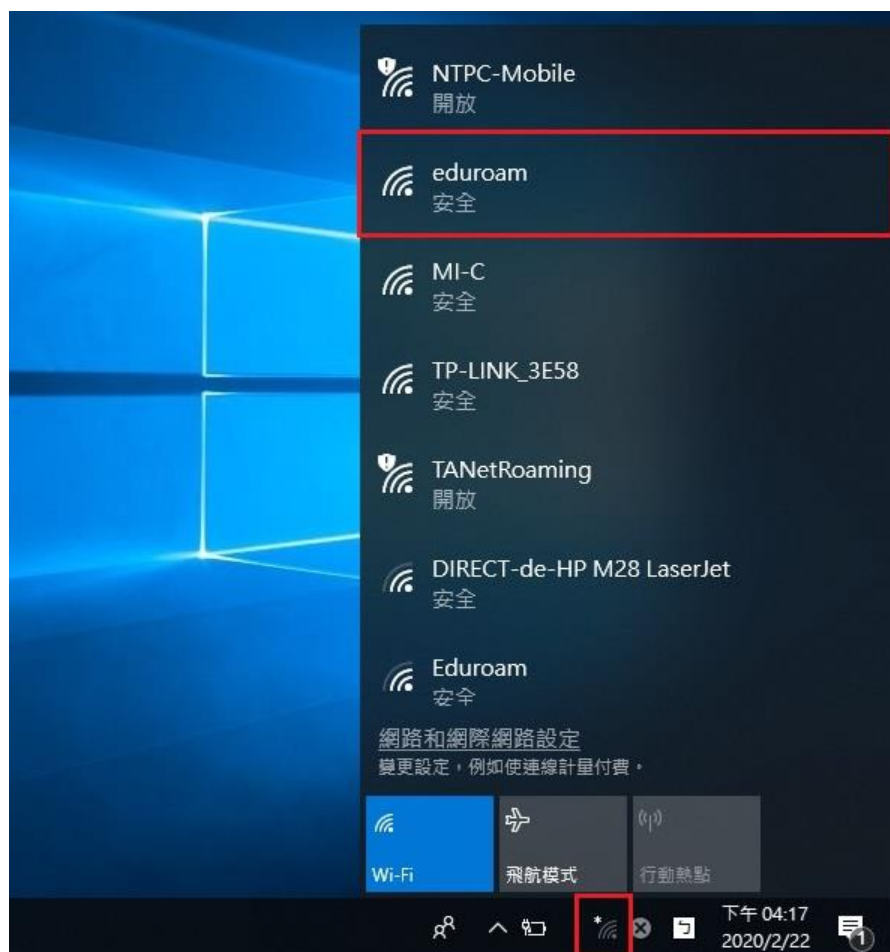 NTPC-Mobile
開放
eduroam
安全
MI-C
安全
TP-LINK_3E58
安全
TANetRoaming
開放
DIRECT-de-HP M28 LaserJet
安全
Eduroam
安全
網路和網際網路設定
變更設定，例如使連線計量付費。
Wi-Fi
飛航模式
行動熱點
ㄅ
下午 04:17
2020/2/22
1